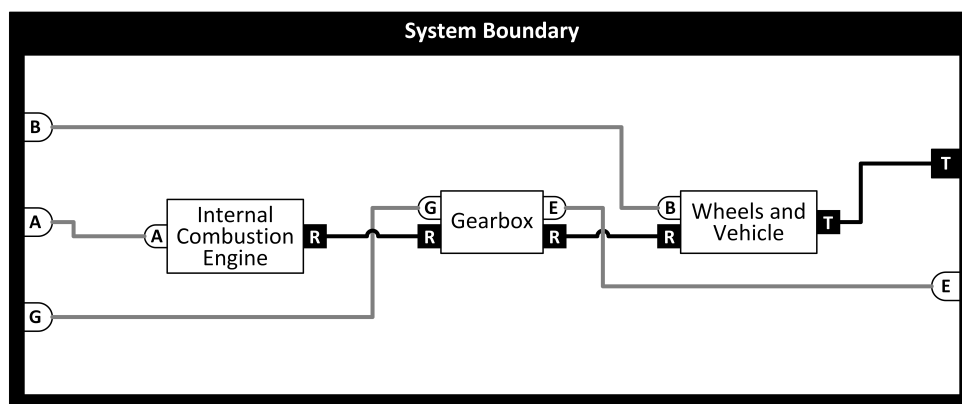 System Boundary
B
T
A
A
Internal
Combustion
Engine
R
G
R
Gearbox
E
R
B
R
Wheels and
Vehicle
T
E
G